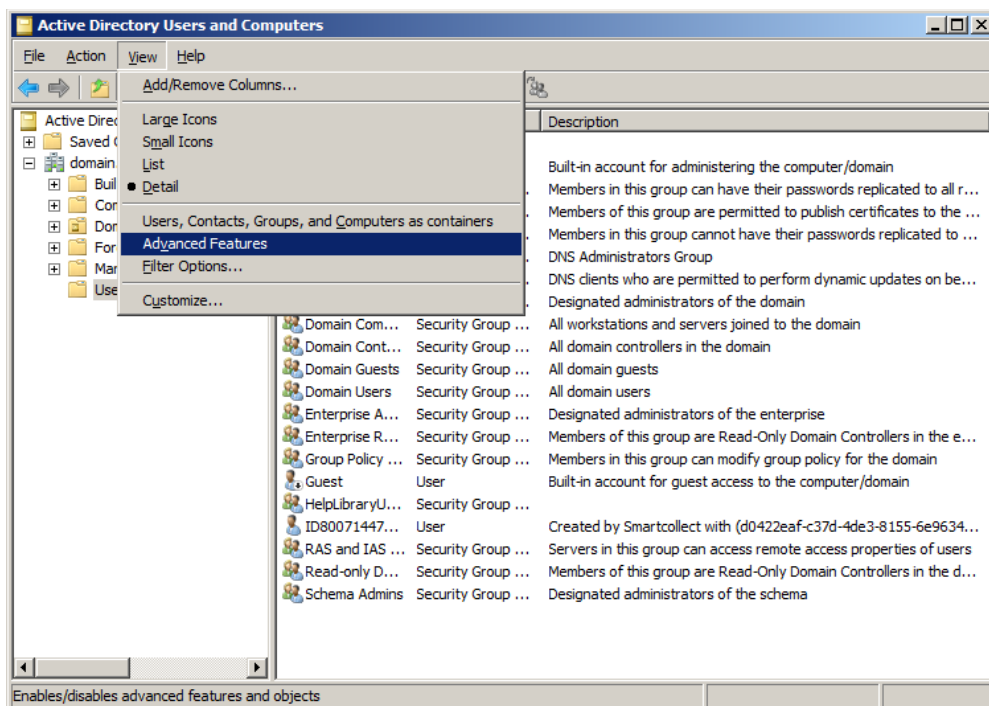 Active Directory Users and Computers
File Action View Help
Add/Remove Columns...
Large Icons
Small Icons
List
Detail
Users, Contacts, Groups, and Computers as containers
Advanced Features
Filter Options...
Customize...
Active Direc
Saved
domain
Buil
Con
Dom
For
Man
Use
Description
Built-in account for administering the computer/domain
Members in this group can have their passwords replicated to all r...
Members of this group are permitted to publish certificates to the ...
Members in this group cannot have their passwords replicated to ...
DNS Administrators Group
DNS clients who are permitted to perform dynamic updates on be...
Designated administrators of the domain
Domain Com... Security Group ... All workstations and servers joined to the domain
Domain Cont... Security Group ... All domain controllers in the domain
Domain Guests Security Group ... All domain guests
Domain Users Security Group ... All domain users
Enterprise A... Security Group ... Designated administrators of the enterprise
Enterprise R... Security Group ... Members of this group are Read-Only Domain Controllers in the e...
Group Policy ... Security Group ... Members in this group can modify group policy for the domain
Guest User Built-in account for guest access to the computer/domain
HelpLibraryU... Security Group ...
ID80071447... User Created by Smartcollect with (d0422eaf-c37d-4de3-8155-6e9634...
RAS and IAS ... Security Group ... Servers in this group can access remote access properties of users
Read-only D... Security Group ... Members of this group are Read-Only Domain Controllers in the d...
Schema Admins Security Group ... Designated administrators of the schema
Enables/disables advanced features and objects